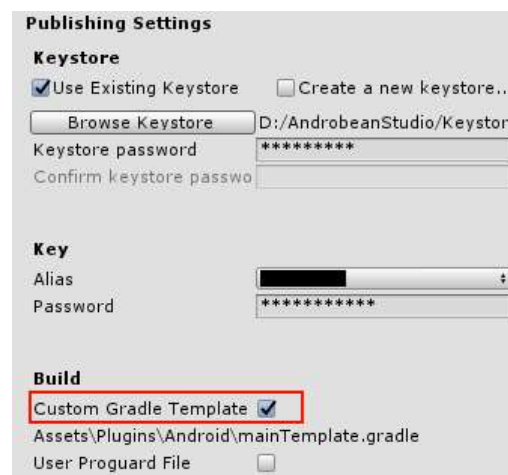 Publishing Settings
Keystore
Use Existing Keystore Create a new keystore..
Browse Keystore D:/AndrobeanStudio/Keystor
Keystore password *********
Confirm keystore passwo
Key
Alias
Password ***********
Build
Custom Gradle Template
Assets\Plugins\Android\mainTemplate.gradle
User Proguard File